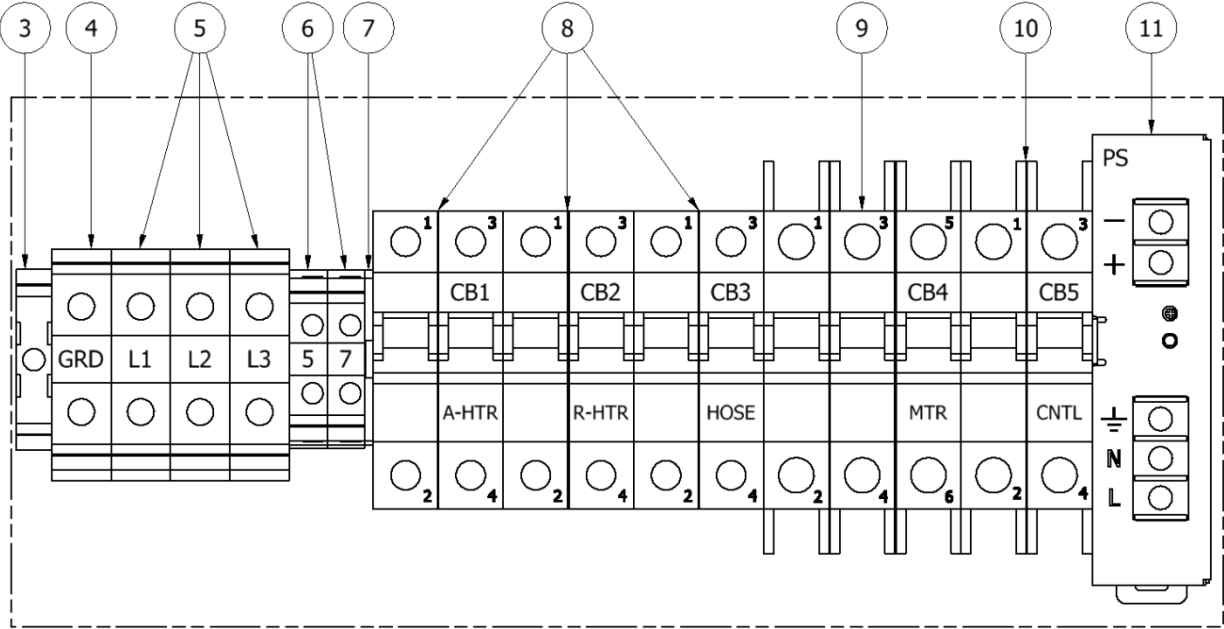 3 4 5 6 7 8 9 10 11
PS
1 3 1 3 1 3 1 3 5 1 3
−
+
CB1 CB2 CB3 CB4 CB5
GRD L1 L2 L3 5 7
A-HTR R-HTR HOSE MTR CNTL
N
2 4 2 4 2 4 2 4 6 2 4
L